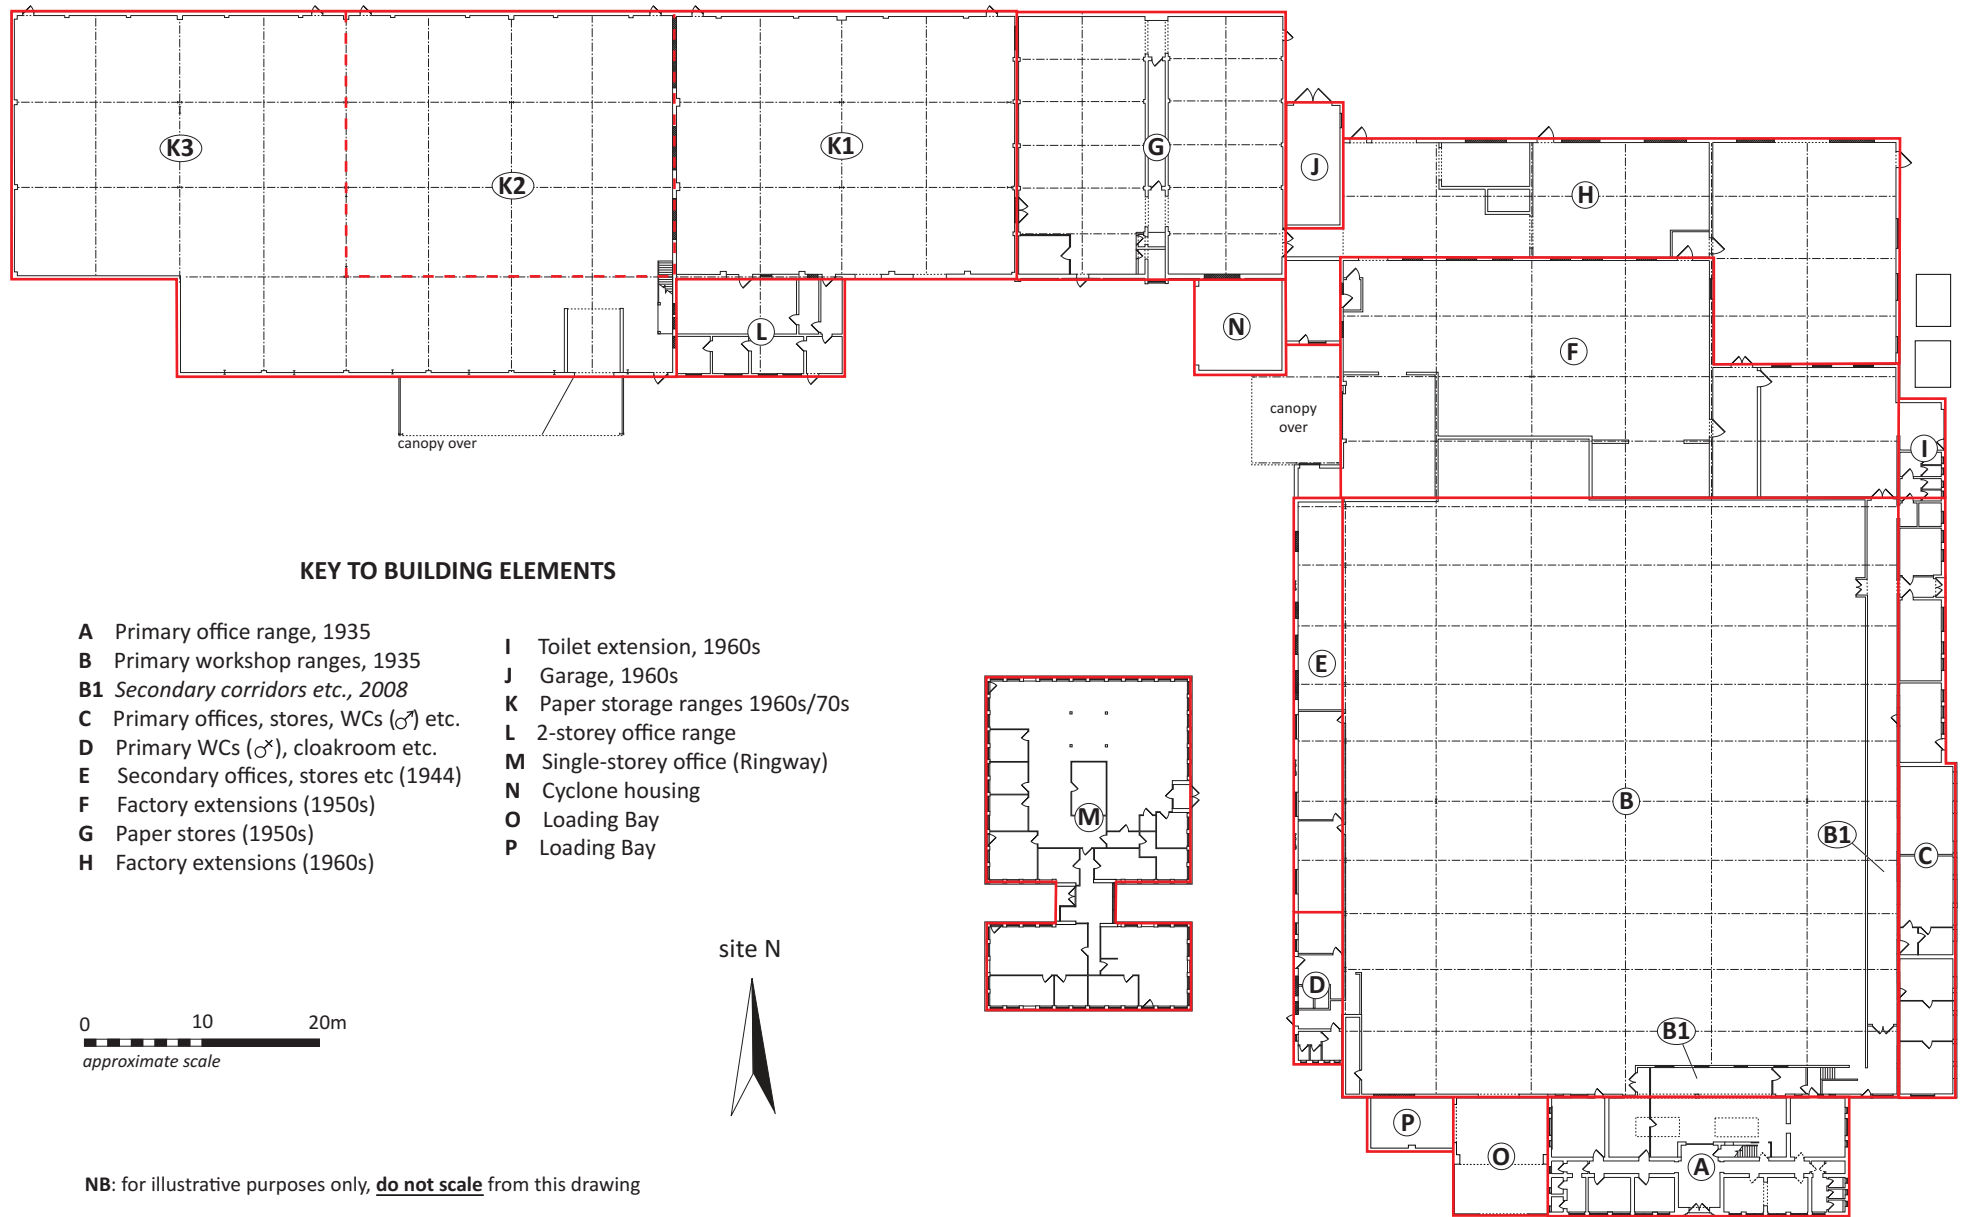 K3
K2
K1
G
J
H
L
N
F
I
canopy over
canopy
over
E
B
B1
C
M
D
B1
P
O
A
KEY TO BUILDING ELEMENTS
A Primary office range, 1935
B Primary workshop ranges, 1935
B1 Secondary corridors etc., 2008
C Primary offices, stores, WCs (♂) etc.
D Primary WCs (⚦), cloakroom etc.
E Secondary offices, stores etc (1944)
F Factory extensions (1950s)
G Paper stores (1950s)
H Factory extensions (1960s)
I Toilet extension, 1960s
J Garage, 1960s
K Paper storage ranges 1960s/70s
L 2-storey office range
M Single-storey office (Ringway)
N Cyclone housing
O Loading Bay
P Loading Bay
site N
0 10 20m
approximate scale
NB: for illustrative purposes only, do not scale from this drawing